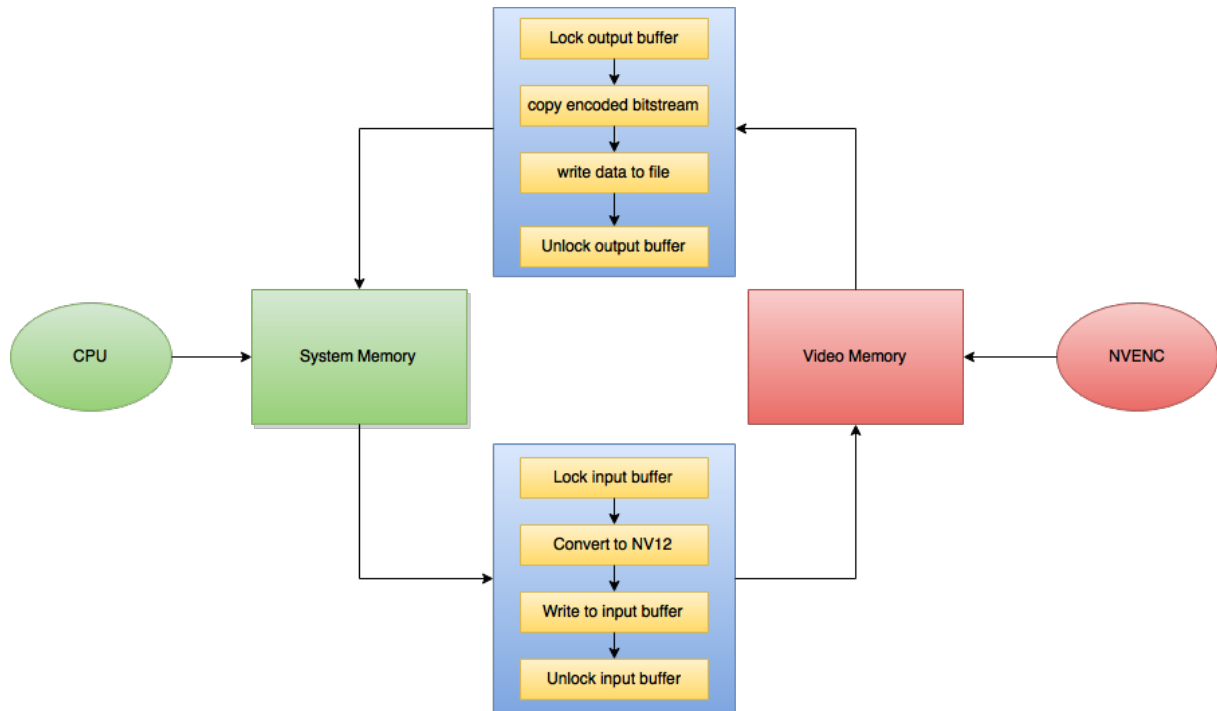 Lock output buffer
copy encoded bitstream
write data to file
Unlock output buffer
CPU
System Memory
Video Memory
NVENC
Lock input buffer
Convert to NV12
Write to input buffer
Unlock input buffer